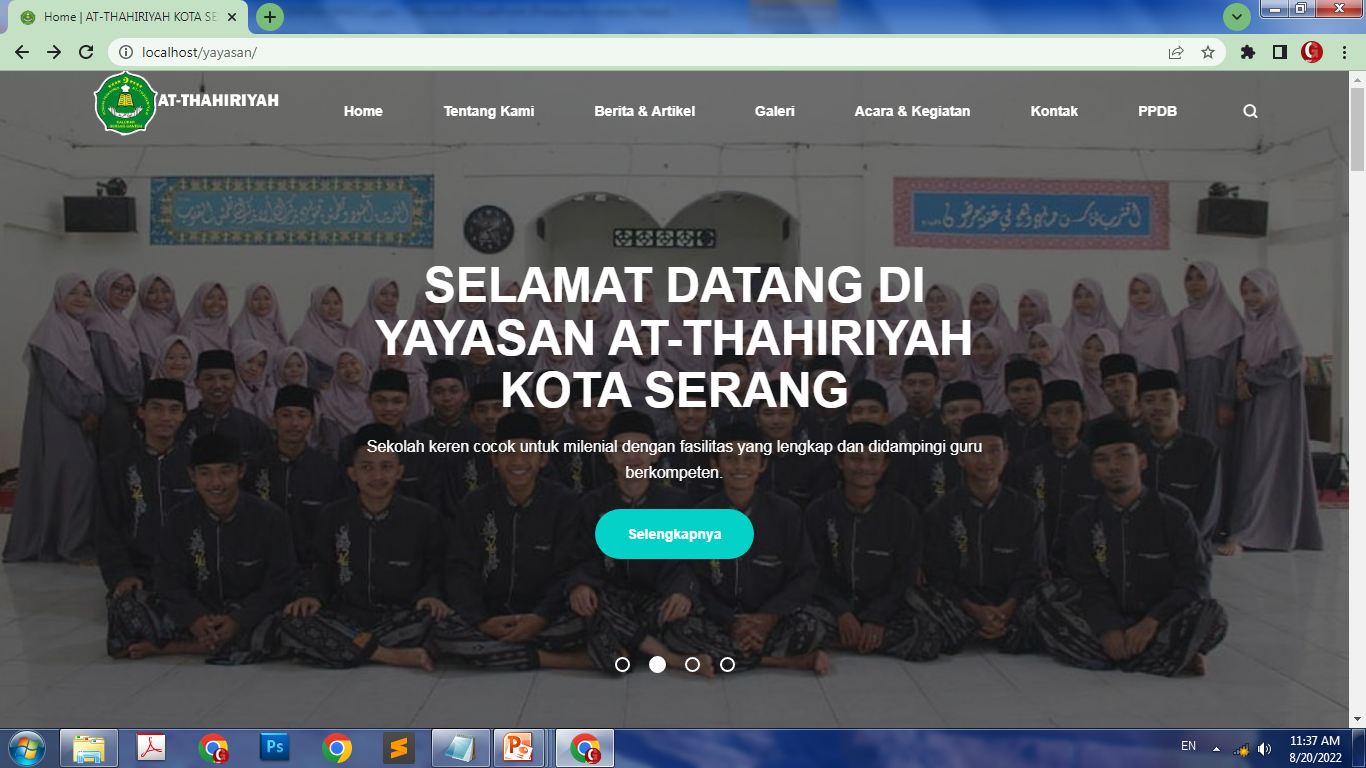 Home | AT-THAHIRIYAH KOTA SE
localhost/yayasan/
AT-THAHIRIYAH
Home
Tentang Kami
Berita & Artikel
Galeri
Acara & Kegiatan
Kontak
PPDB
SELAMAT DATANG DI
YAYASAN AT-THAHIRIYAH
KOTA SERANG
Sekolah keren cocok untuk milenial dengan fasilitas yang lengkap dan didampingi guru
berkompeten.
Selengkapnya
Ps
EN
11:37 AM
8/20/2022